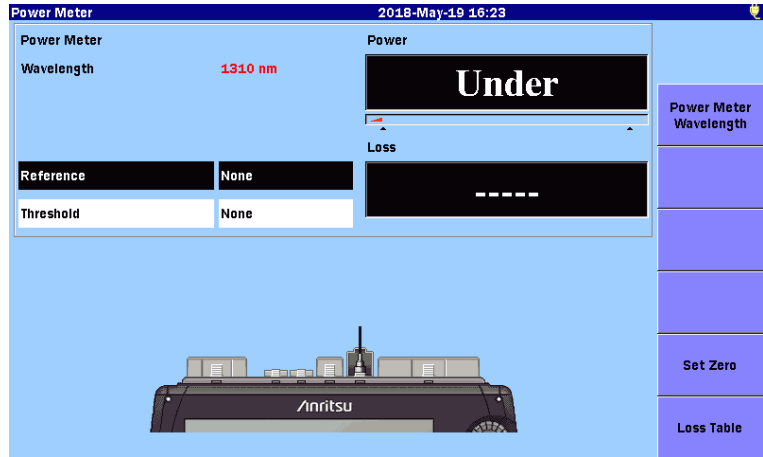 Power Meter 2018-May-19 16:23
Power Meter
Wavelength 1310 nm
Reference None
Threshold None
Power
Under
Loss
-----
Power Meter
Wavelength
Set Zero
Loss Table
Anritsu